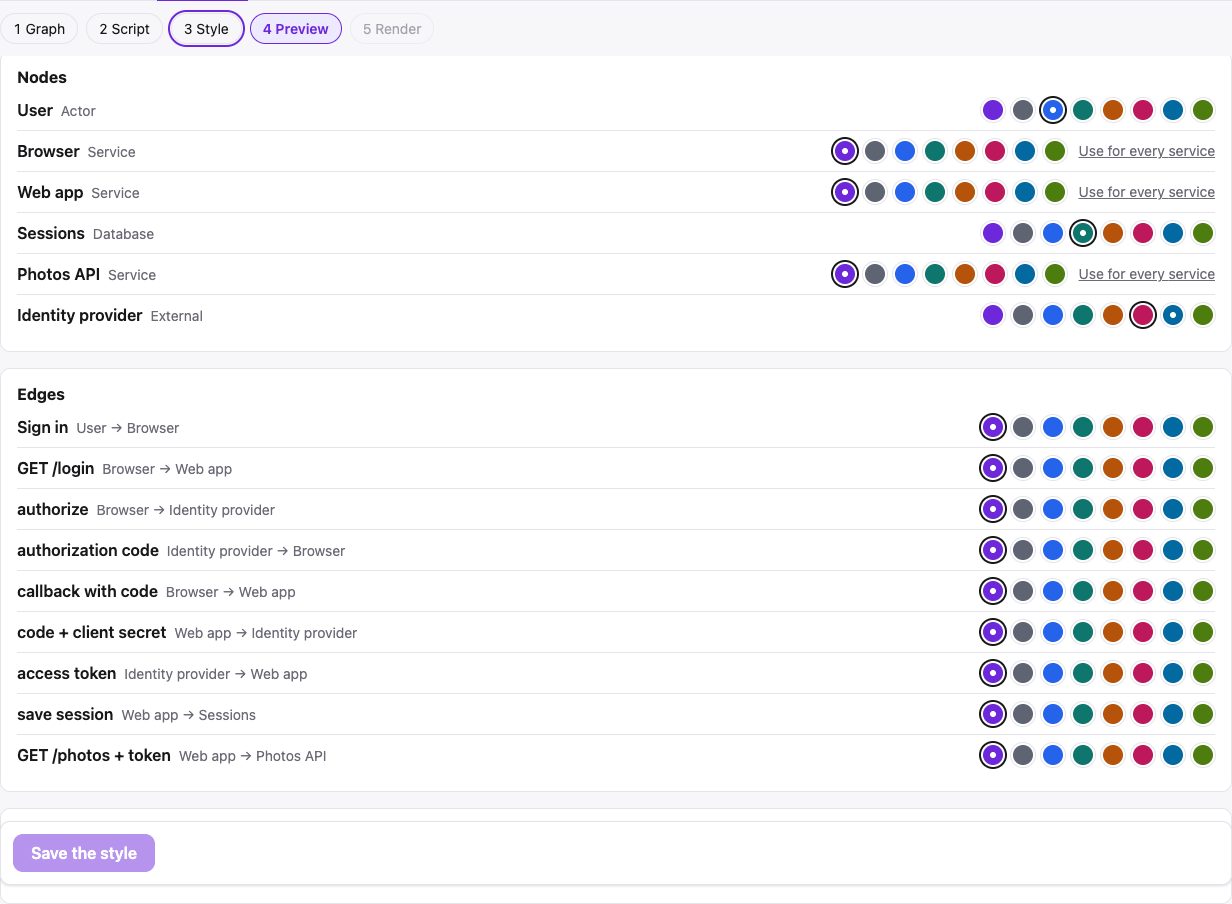 1 Graph 2 Script 3 Style 4 Preview 5 Render
Nodes
User Actor
Browser Service Use for every service
Web app Service Use for every service
Sessions Database
Photos API Service Use for every service
Identity provider External
Edges
Sign in User → Browser
GET /login Browser → Web app
authorize Browser → Identity provider
authorization code Identity provider → Browser
callback with code Browser → Web app
code + client secret Web app → Identity provider
access token Identity provider → Web app
save session Web app → Sessions
GET /photos + token Web app → Photos API
Save the style